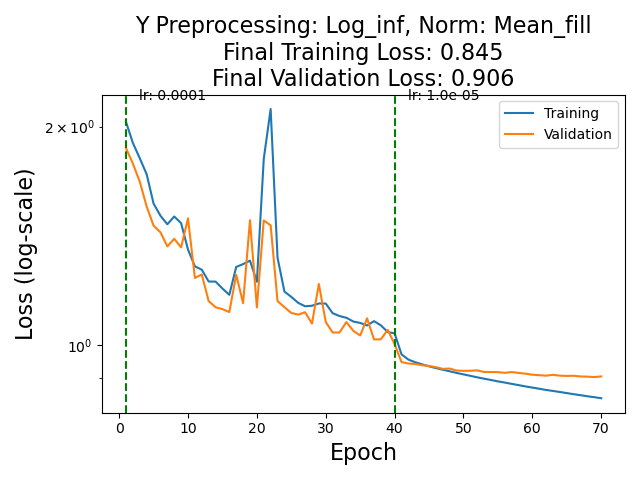 Y Preprocessing: Log_inf, Norm: Mean_fill
Final Training Loss: 0.845
Final Validation Loss: 0.906
lr: 0.0001
lr: 1.0e-05
Training
Validation
2 × 10⁰
10⁰
Loss (log-scale)
0 10 20 30 40 50 60 70
Epoch